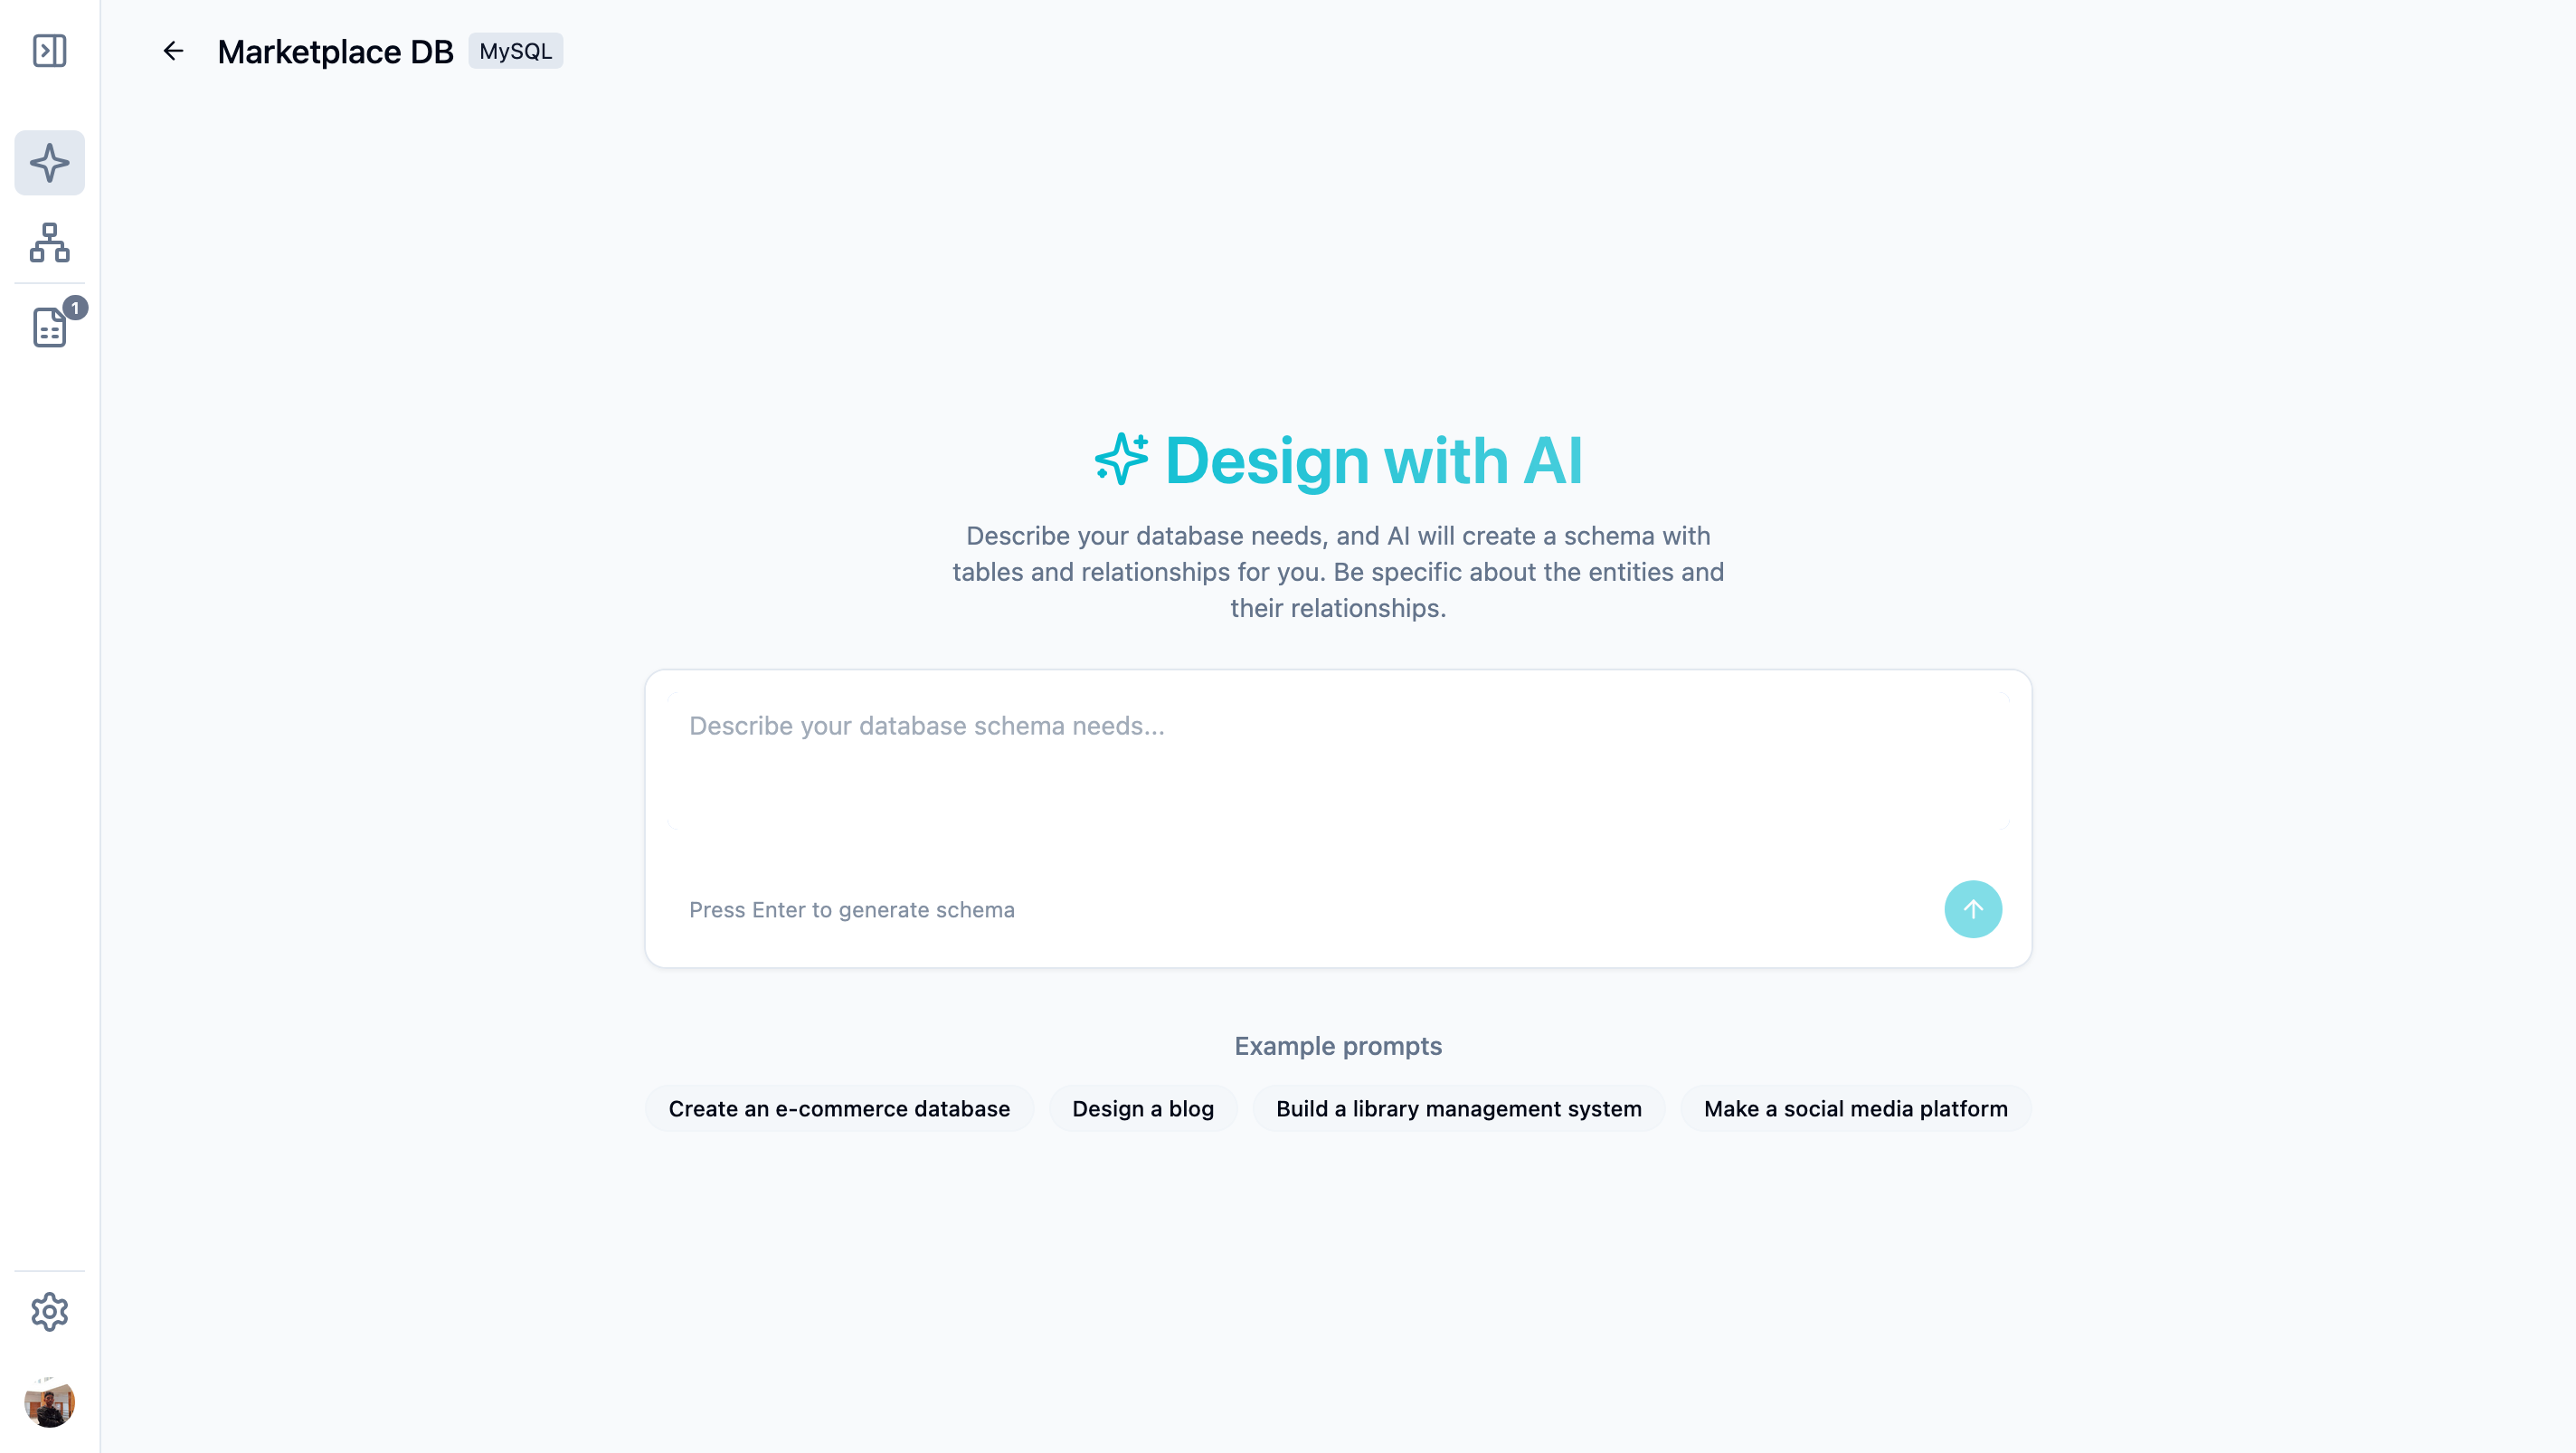 Marketplace DB
MySQL
1
Design with AI
Describe your database needs, and AI will create a schema with
tables and relationships for you. Be specific about the entities and
their relationships.
Describe your database schema needs...
Press Enter to generate schema
Example prompts
Create an e-commerce database
Design a blog
Build a library management system
Make a social media platform